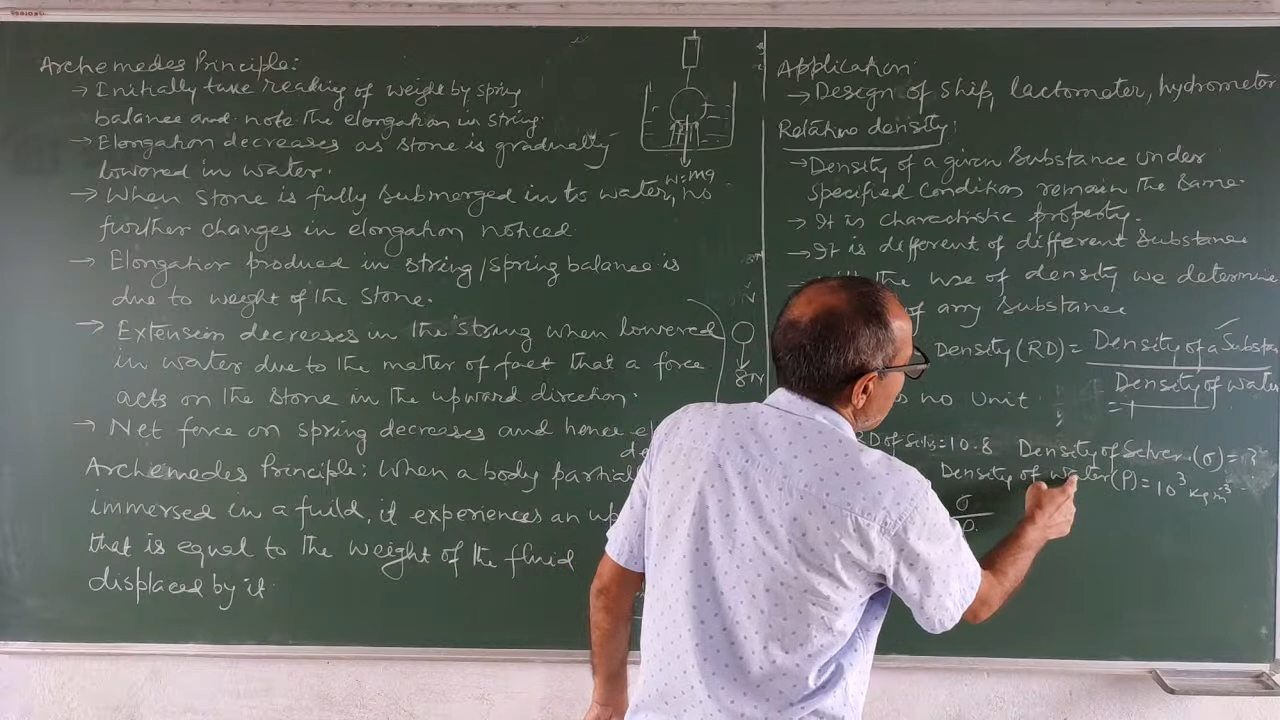 Archemedes Principle:
→ Initially take reading of weight by spring
balance and note the elongation in string.
→ Elongation decreases as stone is gradually
lowered in water.
→ When stone is fully submerged in to water, no
further changes in elongation noticed.
→ Elongation produced in string/spring balance is
due to weight of the stone.
→ Extension decreases in the string when lowered
in water due to the matter of fact that a force
acts on the stone in the upward direction.
→ Net force on spring decreases and hence
Archemedes Principle: When a body partial
immersed in a fuild, it experiences an up
that is equal to the weight of the fluid
displaced by it.
w=mg
8N
Application:
→ Design of ship, lactometer, hydrometer
Relative density:
→ Density of a given substance under
specified condition remain the same.
→ It is charectristic property.
→ It is different of different substance
the use of density we determine
of any substance
Density (RD) = Density of a Substan
Density of water
no unit
= 10.8 Density of Silver (σ) = ?
Density of water (ρ) = 10³ kg m³
σ
ρ